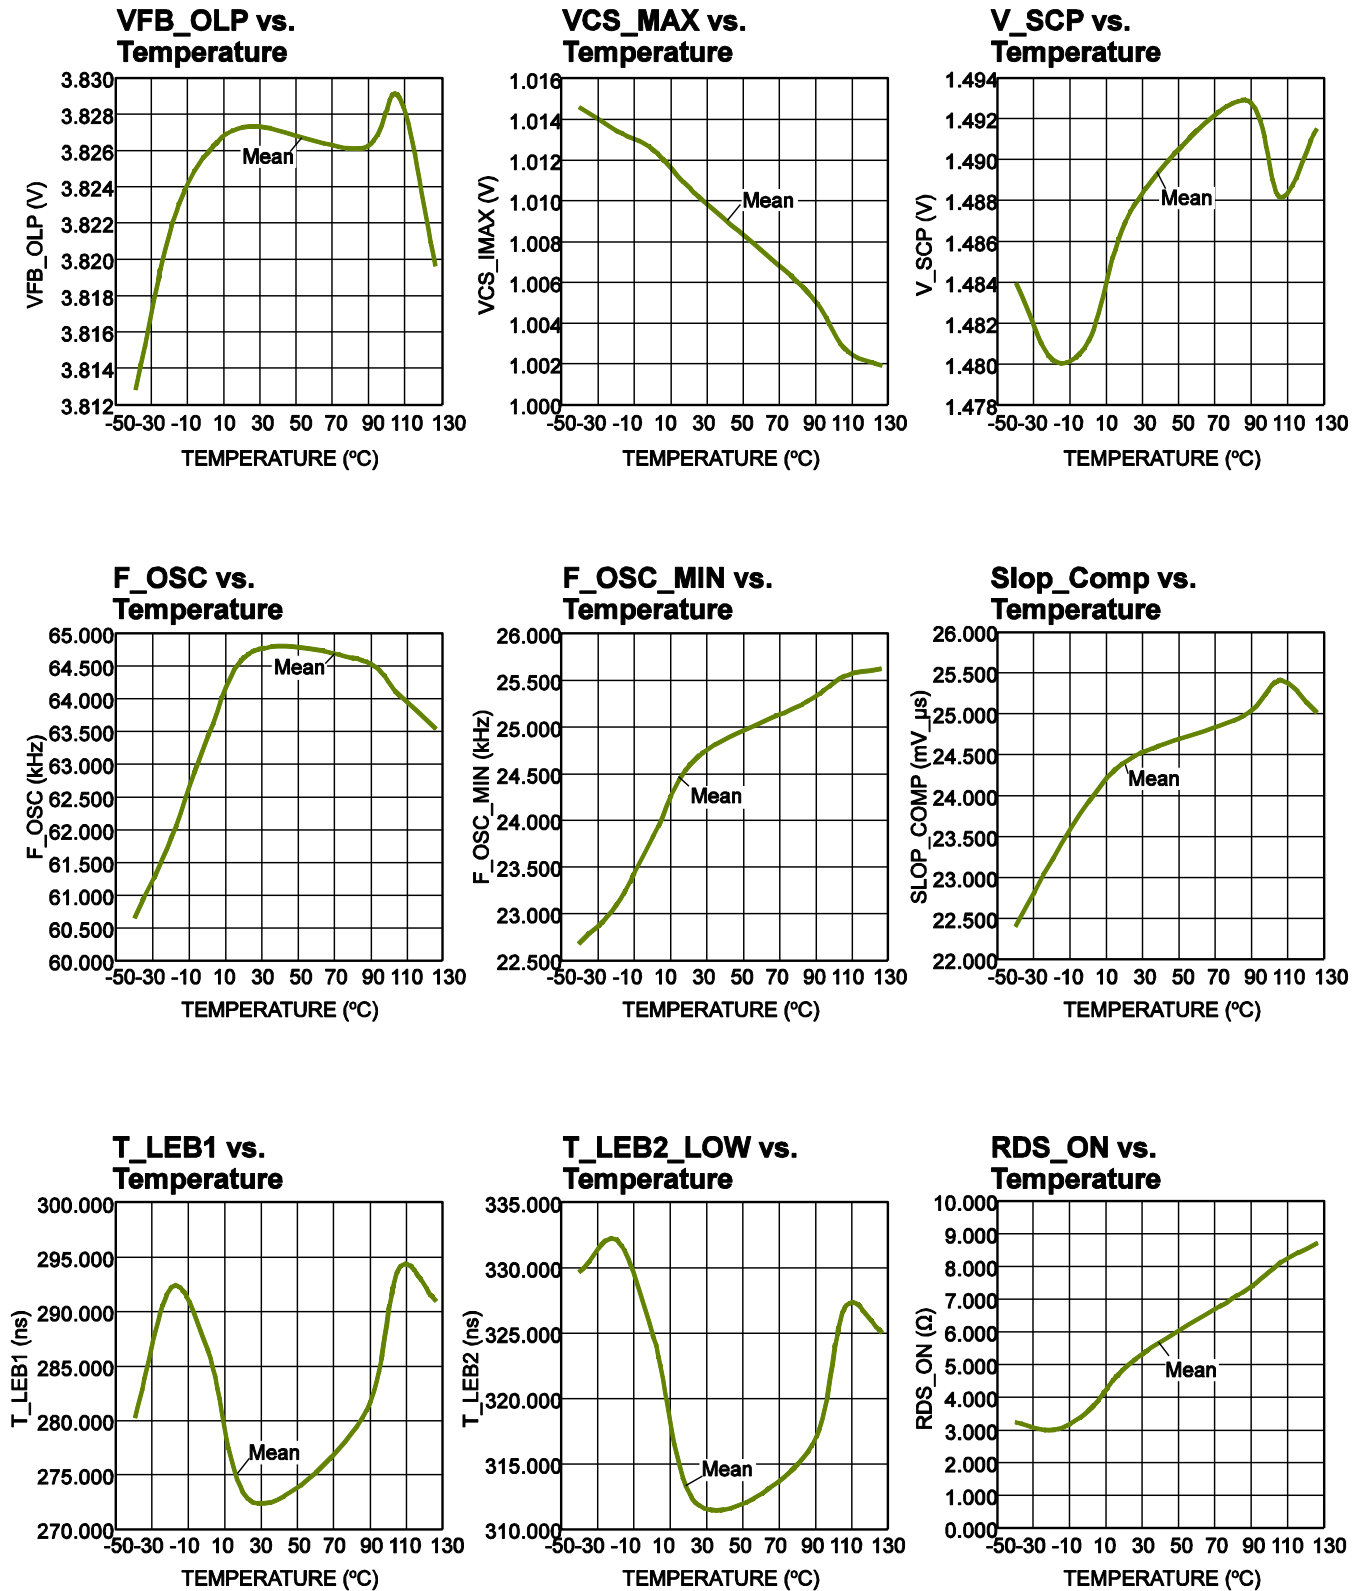 VFB_OLP vs.
Temperature
3.830
3.828
3.826
3.824
3.822
3.820
3.818
3.816
3.814
3.812
VFB_OLP (V)
Mean
-50 -30 -10 10 30 50 70 90 110 130
TEMPERATURE (ºC)
VCS_MAX vs.
Temperature
1.016
1.014
1.012
1.010
1.008
1.006
1.004
1.002
1.000
VCS_IMAX (V)
Mean
-50 -30 -10 10 30 50 70 90 110 130
TEMPERATURE (ºC)
V_SCP vs.
Temperature
1.494
1.492
1.490
1.488
1.486
1.484
1.482
1.480
1.478
V_SCP (V)
Mean
-50 -30 -10 10 30 50 70 90 110 130
TEMPERATURE (ºC)
F_OSC vs.
Temperature
65.000
64.500
64.000
63.500
63.000
62.500
62.000
61.500
61.000
60.500
60.000
F_OSC (kHz)
Mean
-50 -30 -10 10 30 50 70 90 110 130
TEMPERATURE (ºC)
F_OSC_MIN vs.
Temperature
26.000
25.500
25.000
24.500
24.000
23.500
23.000
22.500
F_OSC_MIN (kHz)
Mean
-50 -30 -10 10 30 50 70 90 110 130
TEMPERATURE (ºC)
Slop_Comp vs.
Temperature
26.000
25.500
25.000
24.500
24.000
23.500
23.000
22.500
22.000
SLOP_COMP (mV_µs)
Mean
-50 -30 -10 10 30 50 70 90 110 130
TEMPERATURE (ºC)
T_LEB1 vs.
Temperature
300.000
295.000
290.000
285.000
280.000
275.000
270.000
T_LEB1 (ns)
Mean
-50 -30 -10 10 30 50 70 90 110 130
TEMPERATURE (ºC)
T_LEB2_LOW vs.
Temperature
335.000
330.000
325.000
320.000
315.000
310.000
T_LEB2 (ns)
Mean
-50 -30 -10 10 30 50 70 90 110 130
TEMPERATURE (ºC)
RDS_ON vs.
Temperature
10.000
9.000
8.000
7.000
6.000
5.000
4.000
3.000
2.000
1.000
0.000
RDS_ON (Ω)
Mean
-50 -30 -10 10 30 50 70 90 110 130
TEMPERATURE (ºC)